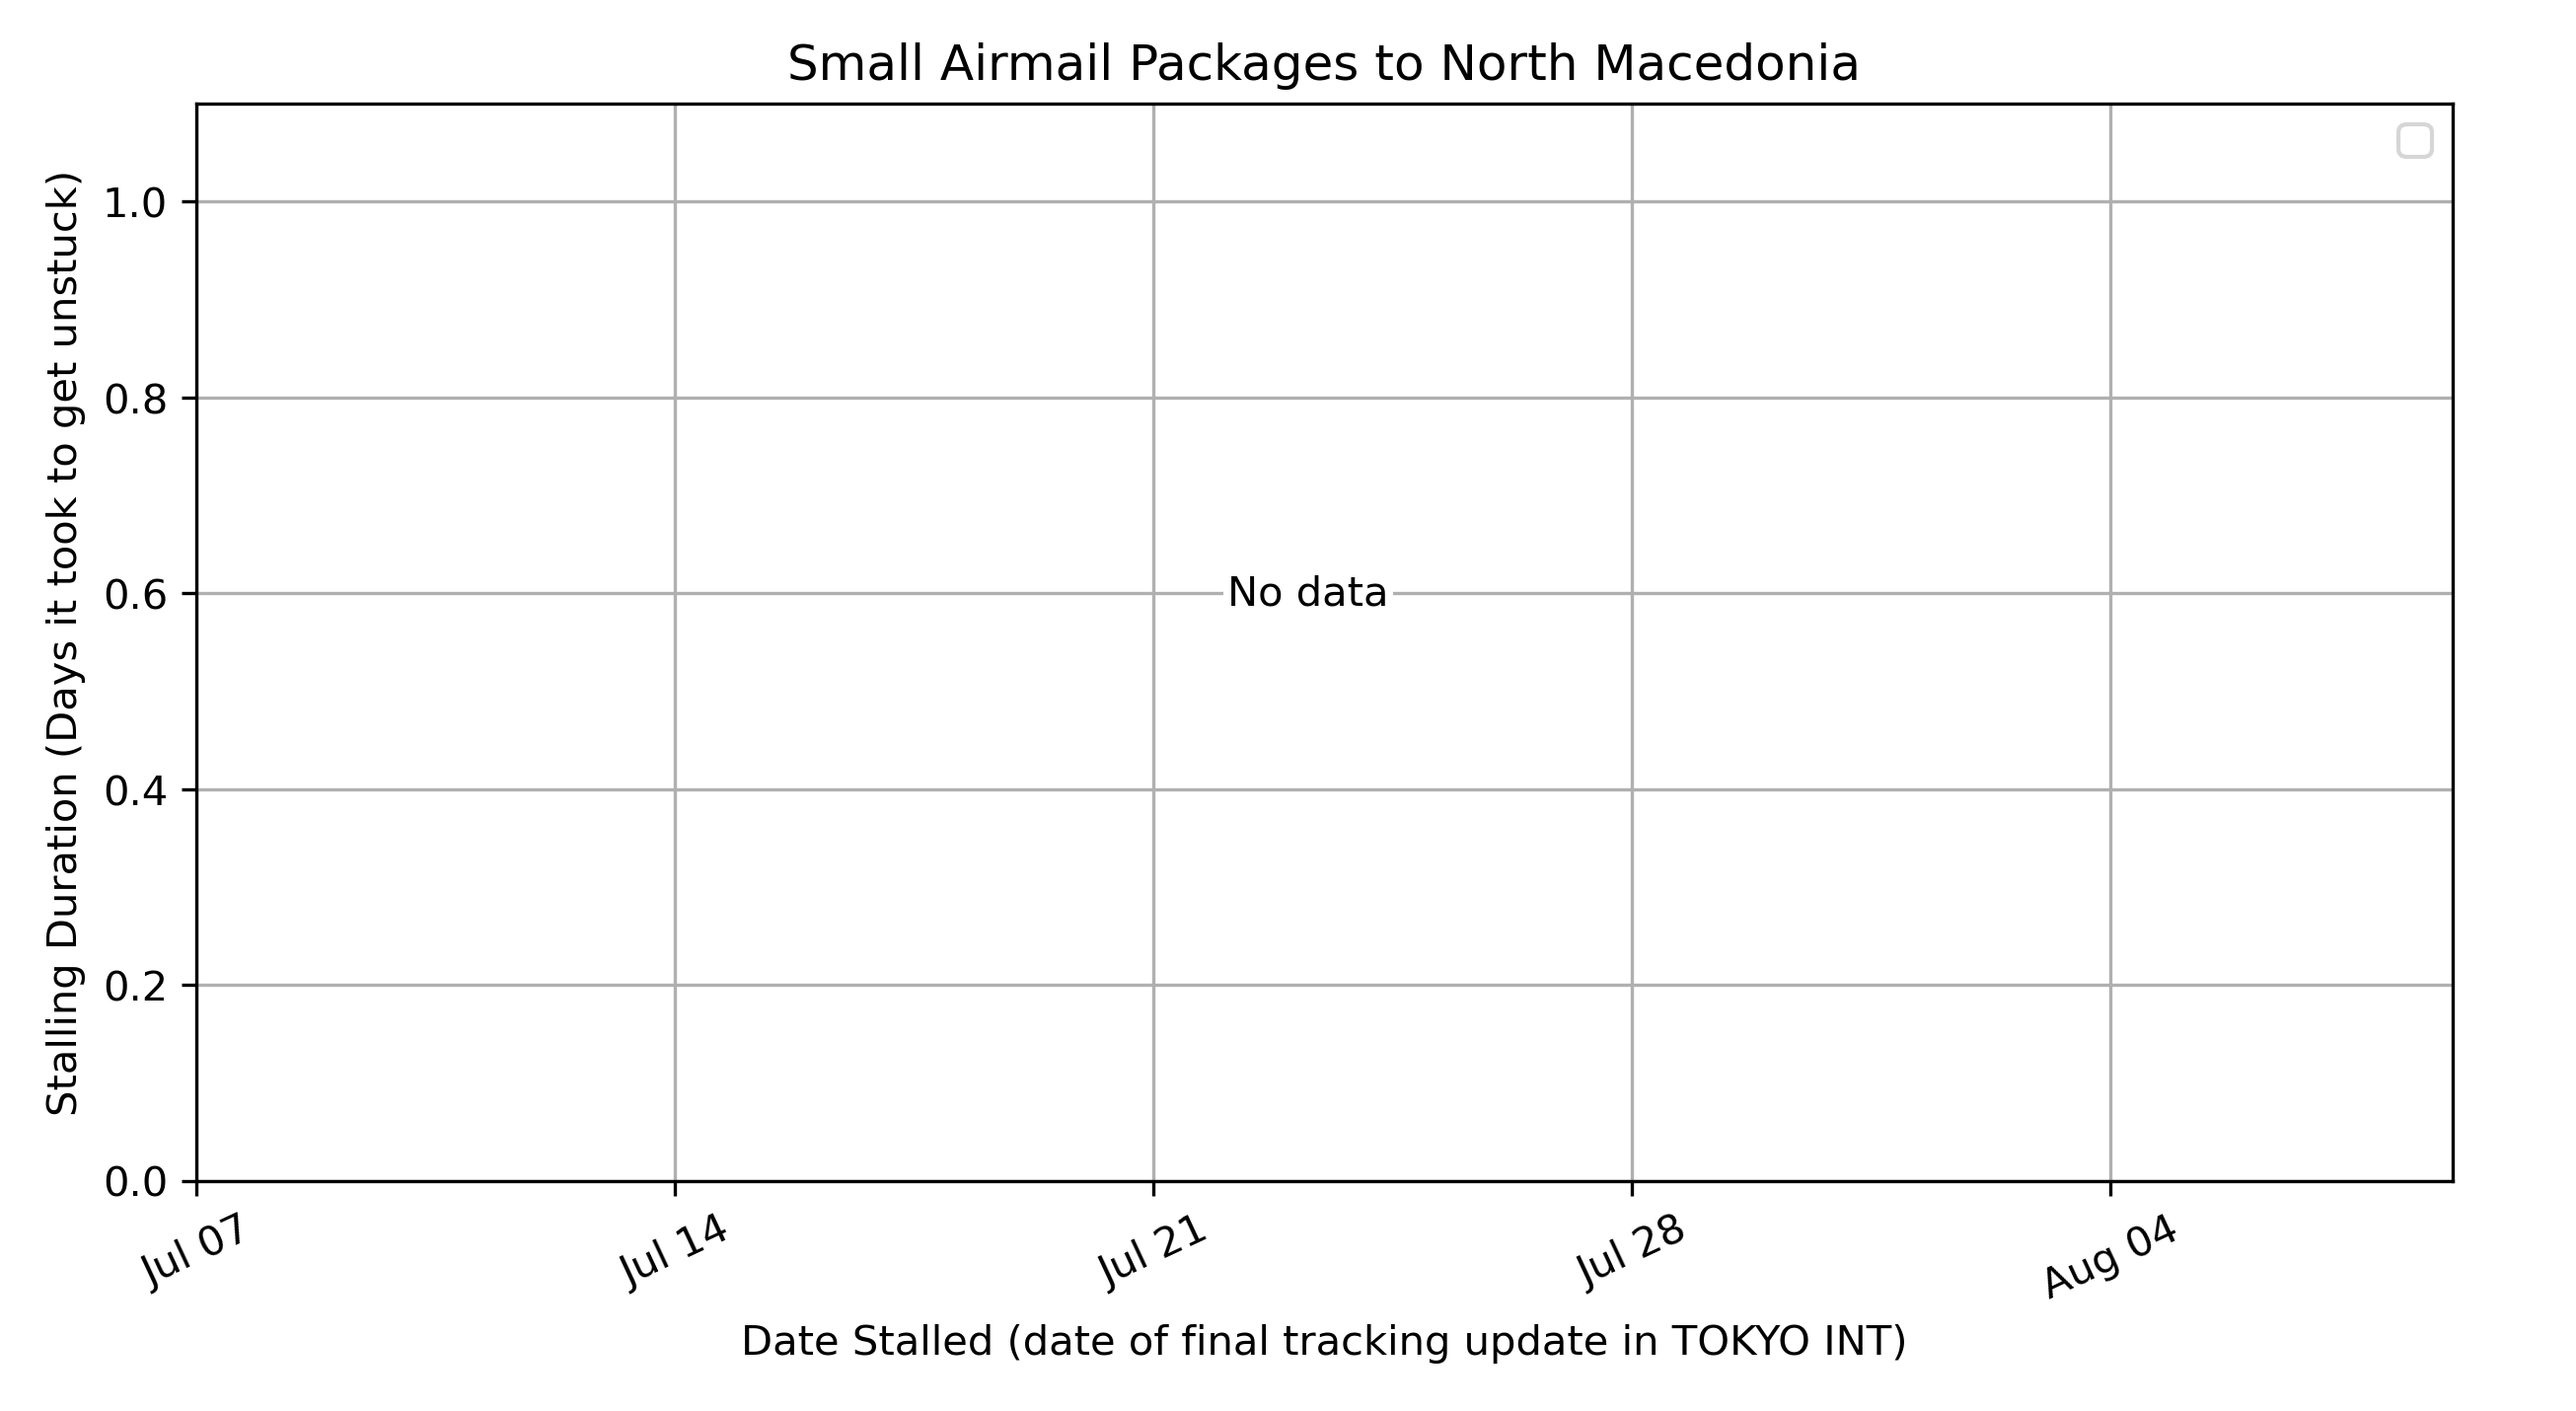 Small Airmail Packages to North Macedonia
Stalling Duration (Days it took to get unstuck)
1.0
0.8
0.6
0.4
0.2
0.0
No data
Jul 07
Jul 14
Jul 21
Jul 28
Aug 04
Date Stalled (date of final tracking update in TOKYO INT)